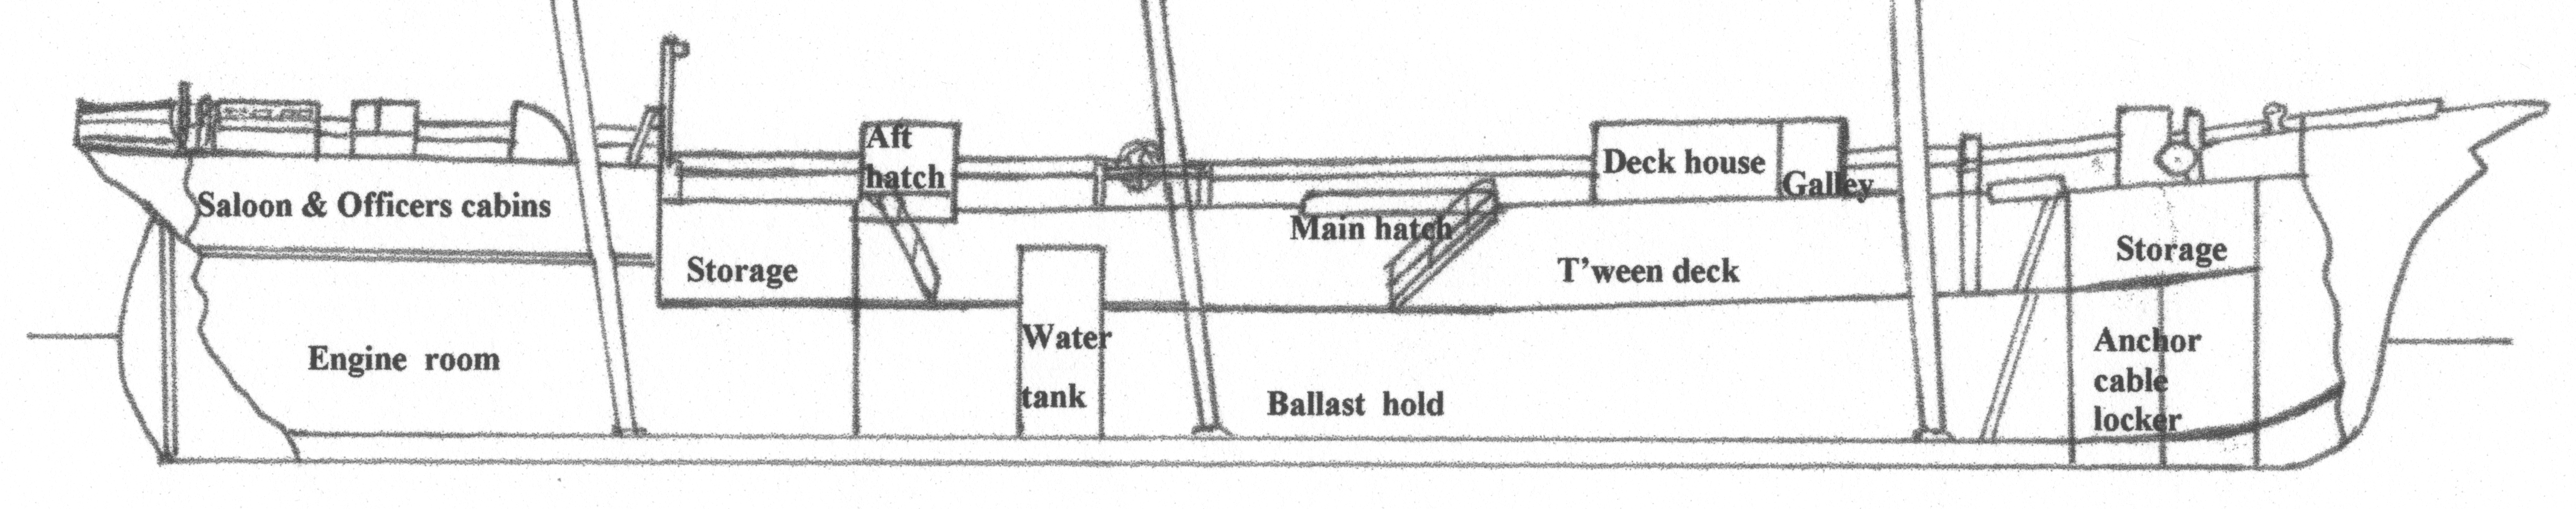 Aft
hatch
Deck house
Galley
Saloon & Officers cabins
Main hatch
Storage
T'ween deck
Storage
Engine room
Water
tank
Ballast hold
Anchor
cable
locker